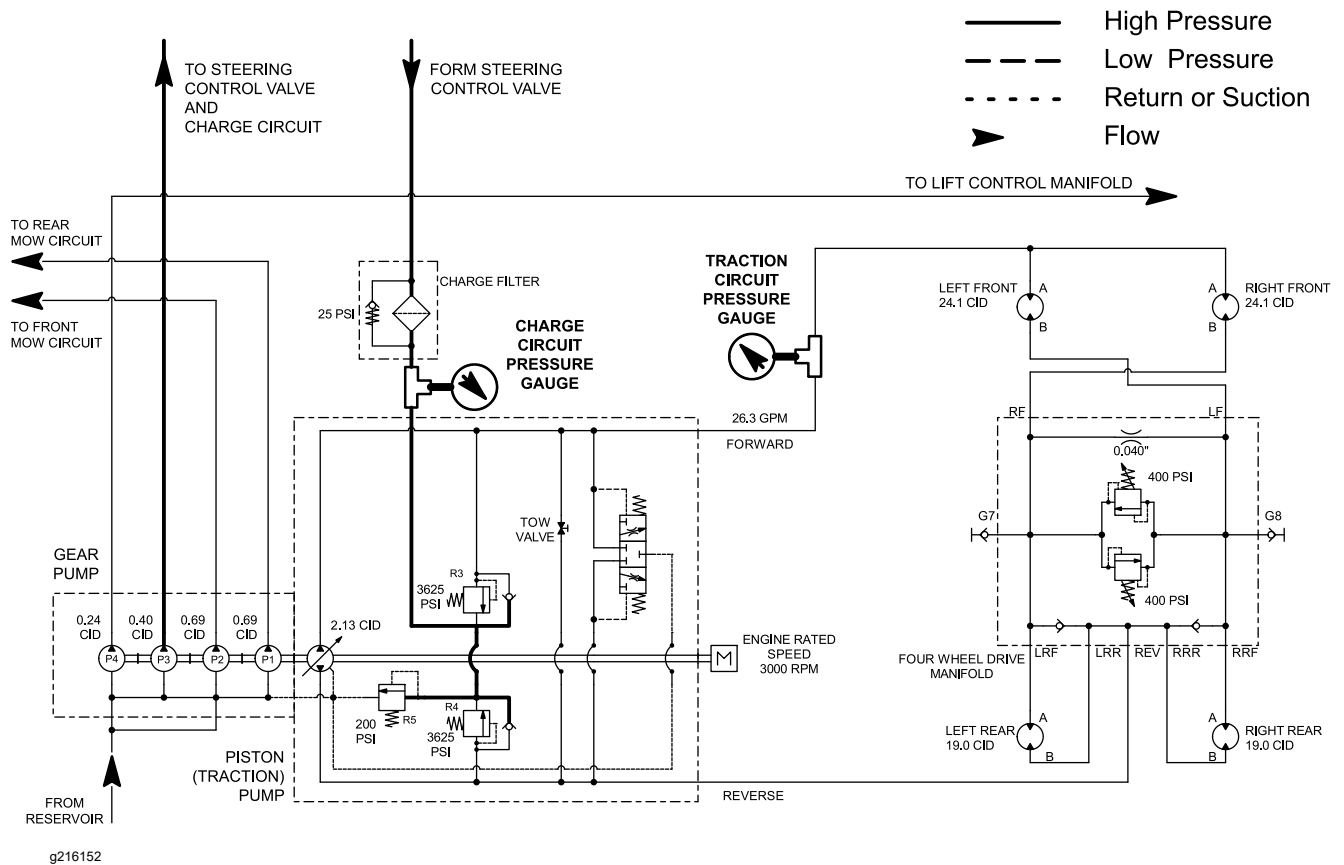 High Pressure
Low Pressure
Return or Suction
Flow
TO STEERING
CONTROL VALVE
AND
CHARGE CIRCUIT
FORM STEERING
CONTROL VALVE
TO LIFT CONTROL MANIFOLD
TO REAR
MOW CIRCUIT
TO FRONT
MOW CIRCUIT
CHARGE FILTER
25 PSI
CHARGE
CIRCUIT
PRESSURE
GAUGE
TRACTION
CIRCUIT
PRESSURE
GAUGE
LEFT FRONT
24.1 CID
A
B
RIGHT FRONT
24.1 CID
A
B
26.3 GPM
FORWARD
RF
LF
0.040"
400 PSI
G7
G8
400 PSI
TOW
VALVE
GEAR
PUMP
R3
3625
PSI
0.24
CID
0.40
CID
0.69
CID
0.69
CID
2.13 CID
P4
P3
P2
P1
M
ENGINE RATED
SPEED
3000 RPM
FOUR WHEEL DRIVE
MANIFOLD
LRF
LRR
REV
RRR
RRF
200
PSI
R5
R4
3625
PSI
LEFT REAR
19.0 CID
A
B
RIGHT REAR
19.0 CID
A
B
PISTON
(TRACTION)
PUMP
REVERSE
FROM
RESERVOIR
g216152